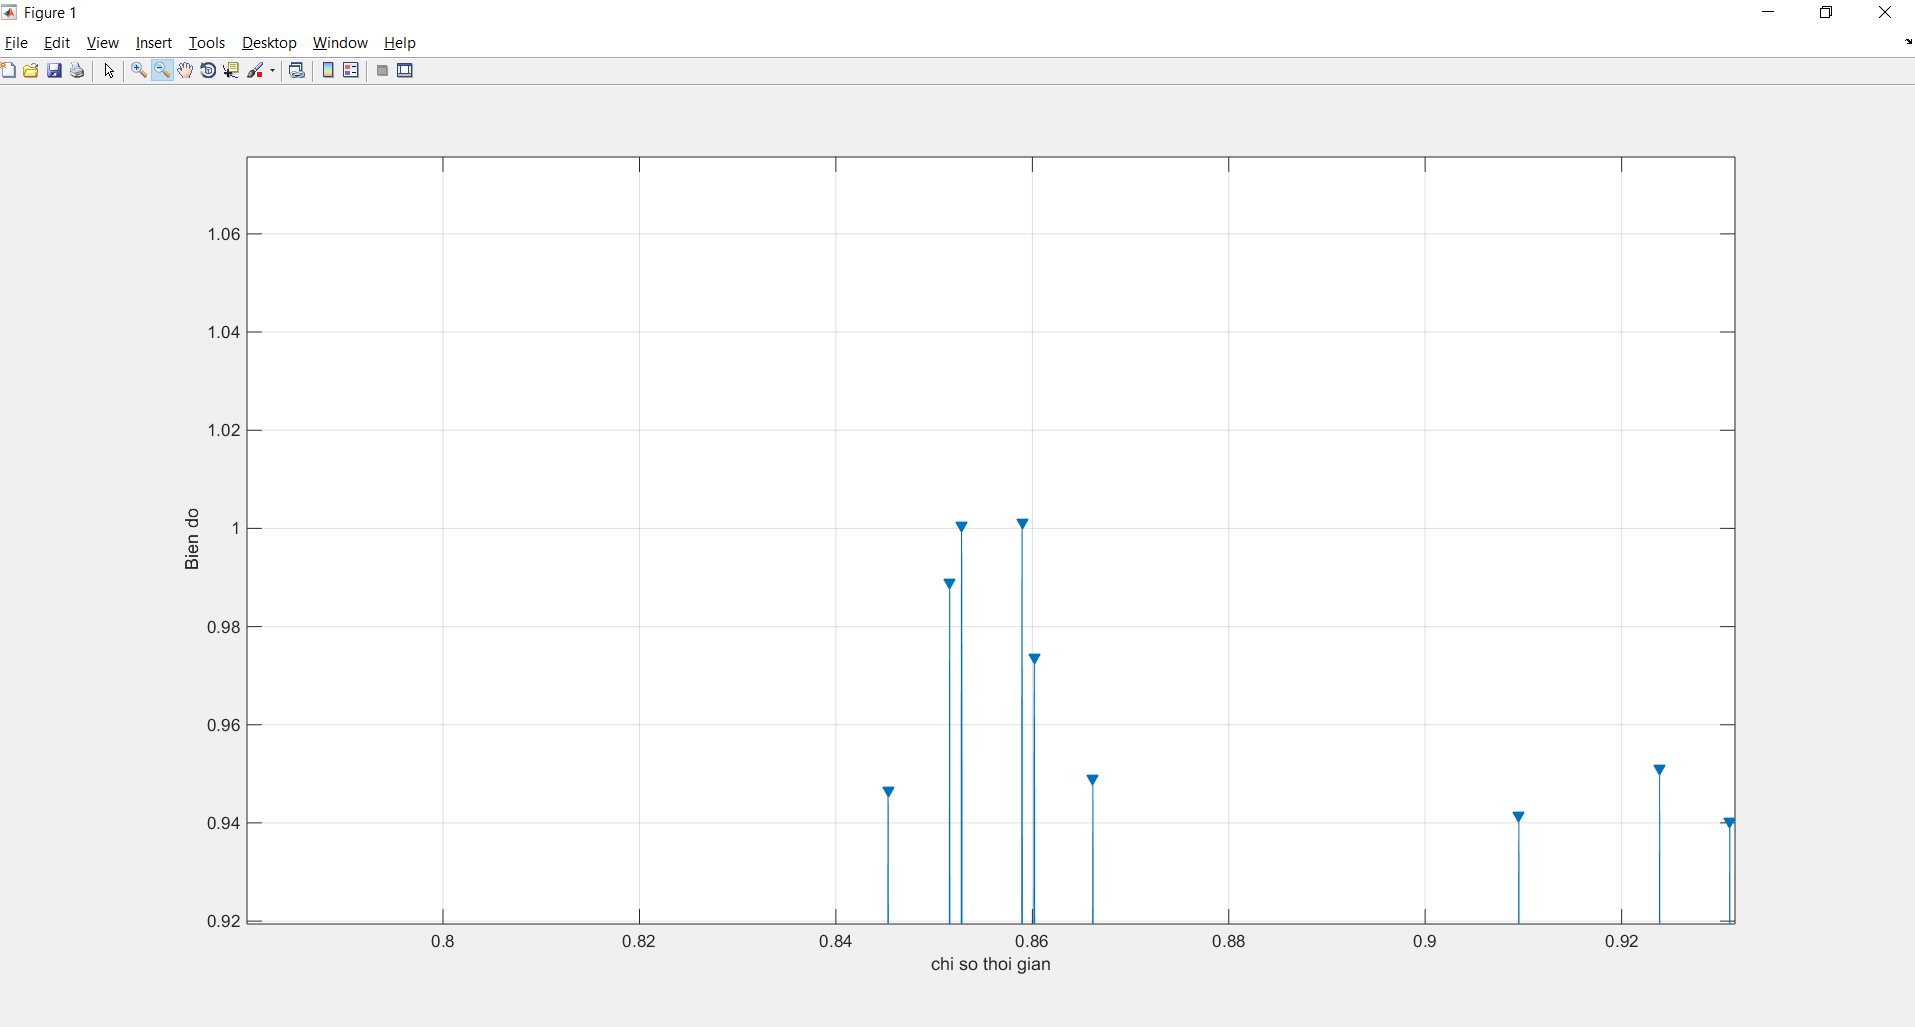 Figure 1
File Edit View Insert Tools Desktop Window Help
1.06
1.04
1.02
1
0.98
0.96
0.94
0.92
Bien do
0.8 0.82 0.84 0.86 0.88 0.9 0.92
chi so thoi gian